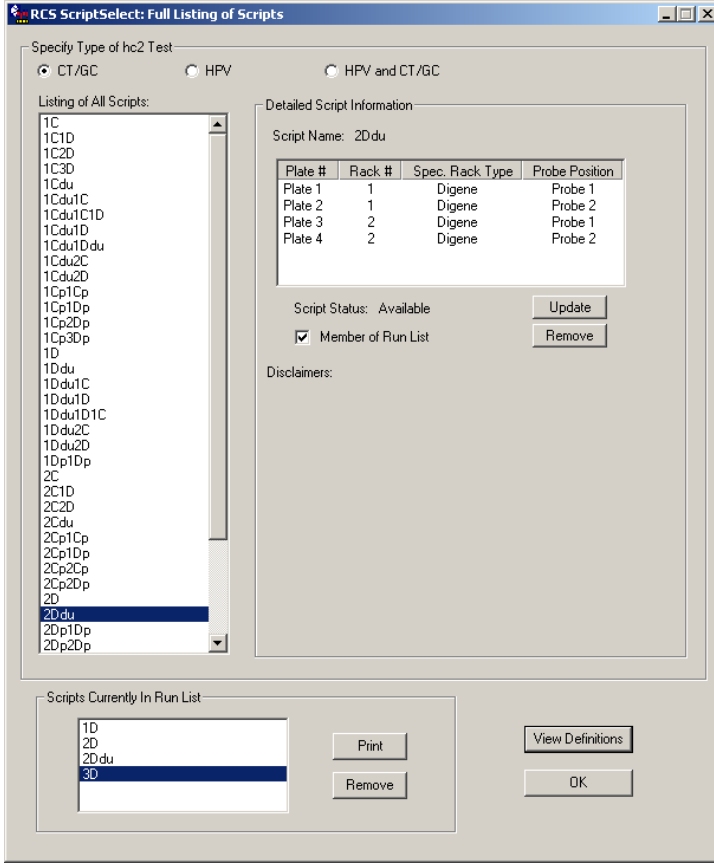 RCS ScriptSelect: Full Listing of Scripts
Specify Type of hc2 Test
CT/GC HPV HPV and CT/GC
Listing of All Scripts:
1C
1C1D
1C2D
1C3D
1Cdu
1Cdu1C
1Cdu1C1D
1Cdu1D
1Cdu1Ddu
1Cdu2C
1Cdu2D
1Cp1Cp
1Cp1Dp
1Cp2Dp
1Cp3Dp
1D
1Ddu
1Ddu1C
1Ddu1D
1Ddu1D1C
1Ddu2C
1Ddu2D
1Dp1Dp
2C
2C1D
2C2D
2Cdu
2Cp1Cp
2Cp1Dp
2Cp2Cp
2Cp2Dp
2D
2Ddu
2Dp1Dp
2Dp2Dp
Detailed Script Information
Script Name: 2Ddu
Plate # Rack # Spec. Rack Type Probe Position
Plate 1 1 Digene Probe 1
Plate 2 1 Digene Probe 2
Plate 3 2 Digene Probe 1
Plate 4 2 Digene Probe 2
Script Status: Available Update
Member of Run List Remove
Disclaimers:
Scripts Currently In Run List
1D
2D
2Ddu
3D
Print
Remove
View Definitions
OK